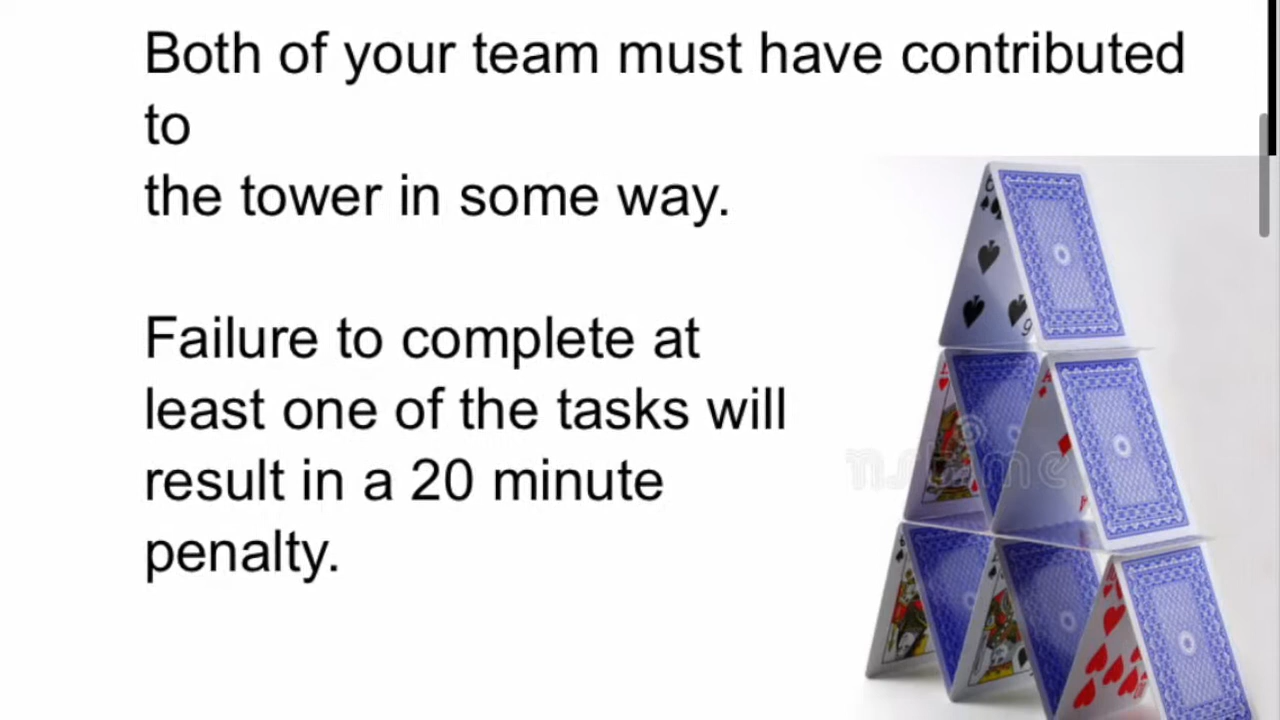 Both of your team must have contributed
to
the tower in some way.
Failure to complete at
least one of the tasks will
result in a 20 minute
penalty.